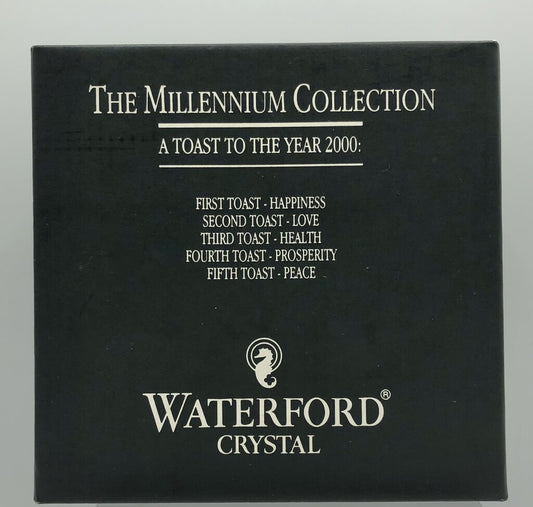 THE MILLENNIUM COLLECTION
A TOAST TO THE YEAR 2000:
FIRST TOAST - HAPPINESS
SECOND TOAST - LOVE
THIRD TOAST - HEALTH
FOURTH TOAST - PROSPERITY
FIFTH TOAST - PEACE
WATERFORD®
CRYSTAL